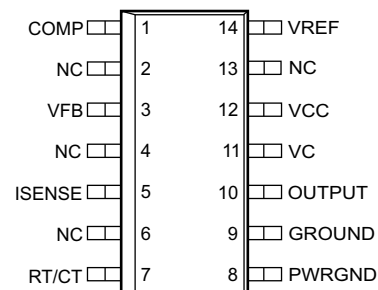 COMP 1 14 VREF
NC 2 13 NC
VFB 3 12 VCC
NC 4 11 VC
ISENSE 5 10 OUTPUT
NC 6 9 GROUND
RT/CT 7 8 PWRGND